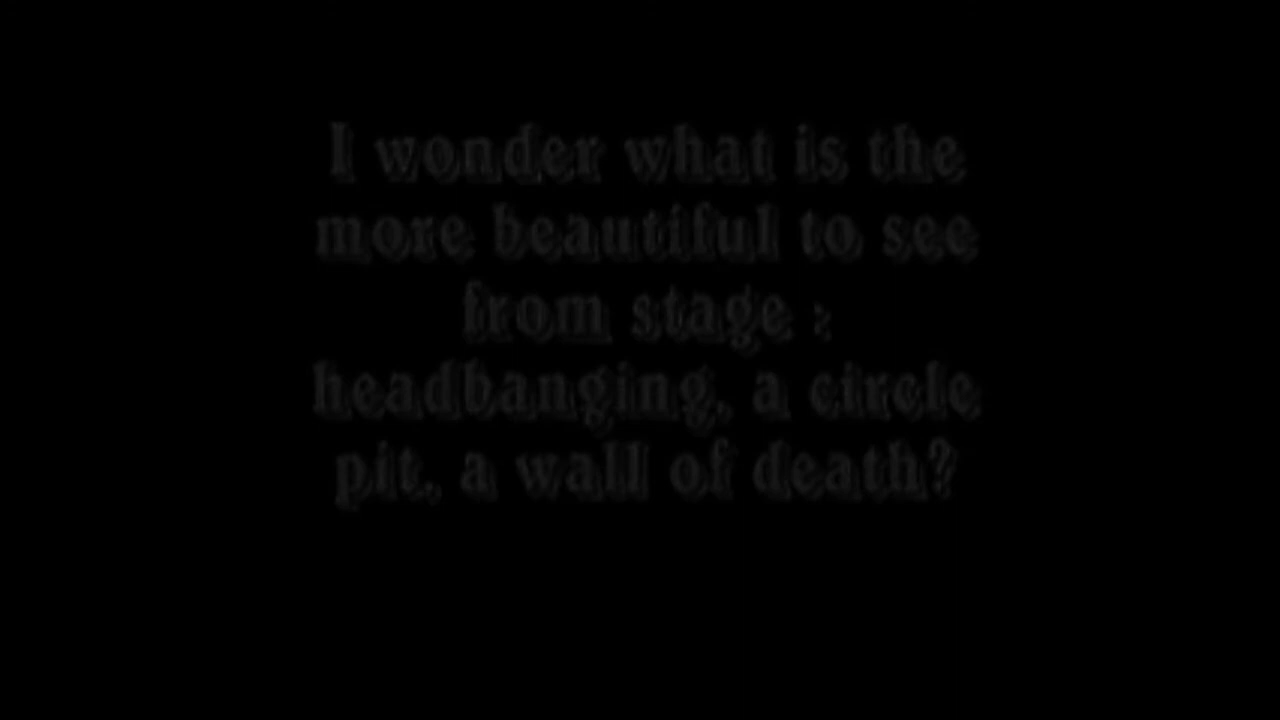 I wonder what is the
more beautiful to see
from stage :
headbanging, a circle
pit, a wall of death?